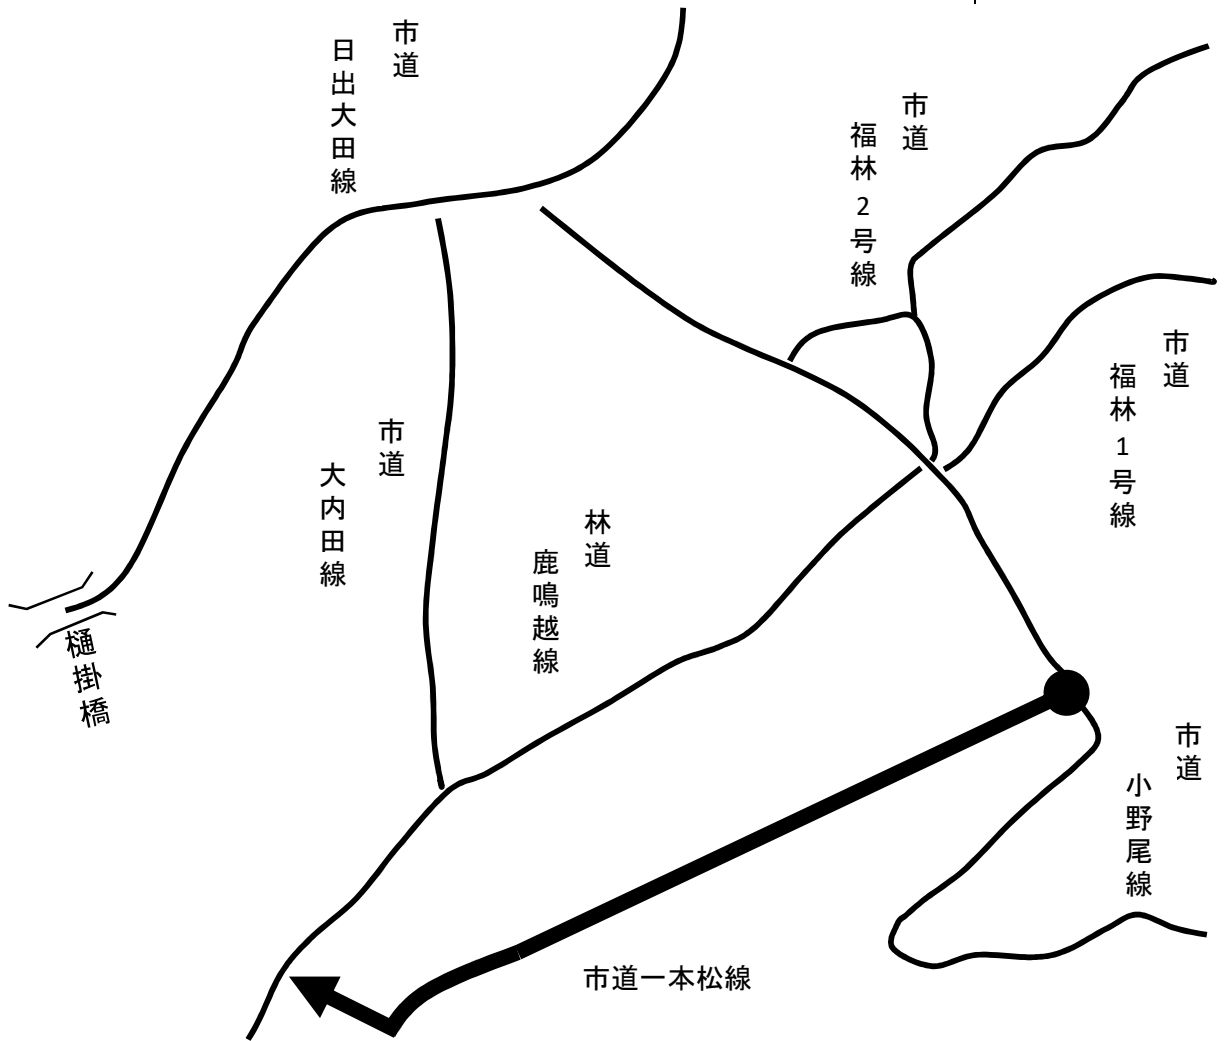 市道
日出大田線
市道
福林2号線
市道
福林1号線
市道
大内田線
林道
鹿鳴越線
樋掛橋
市道
小野尾線
市道一本松線